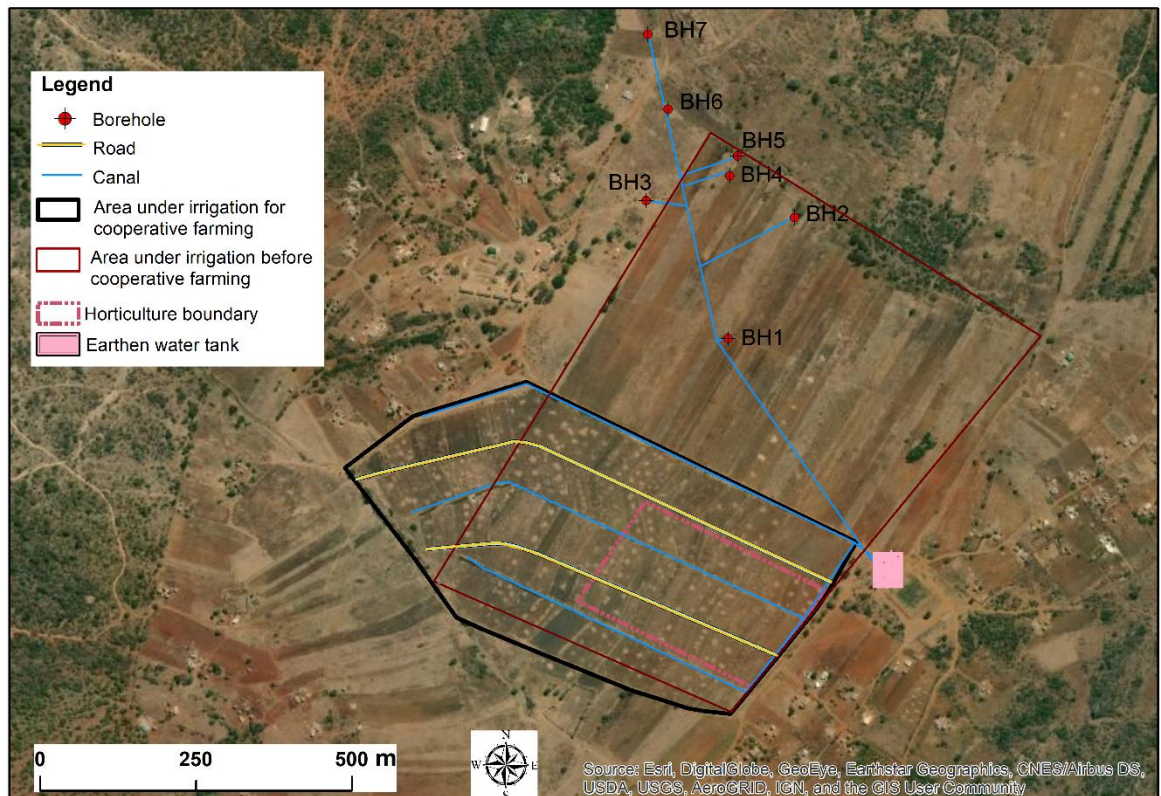 BH7
BH6
BH5
BH4
BH3
BH2
BH1
Legend
Borehole
Road
Canal
Area under irrigation for
cooperative farming
Area under irrigation before
cooperative farming
Horticulture boundary
Earthen water tank
0 250 500 m
N
W E
S
Source: Esri, DigitalGlobe, GeoEye, Earthstar Geographics, CNES/Airbus DS,
USDA, USGS, AeroGRID, IGN, and the GIS User Community